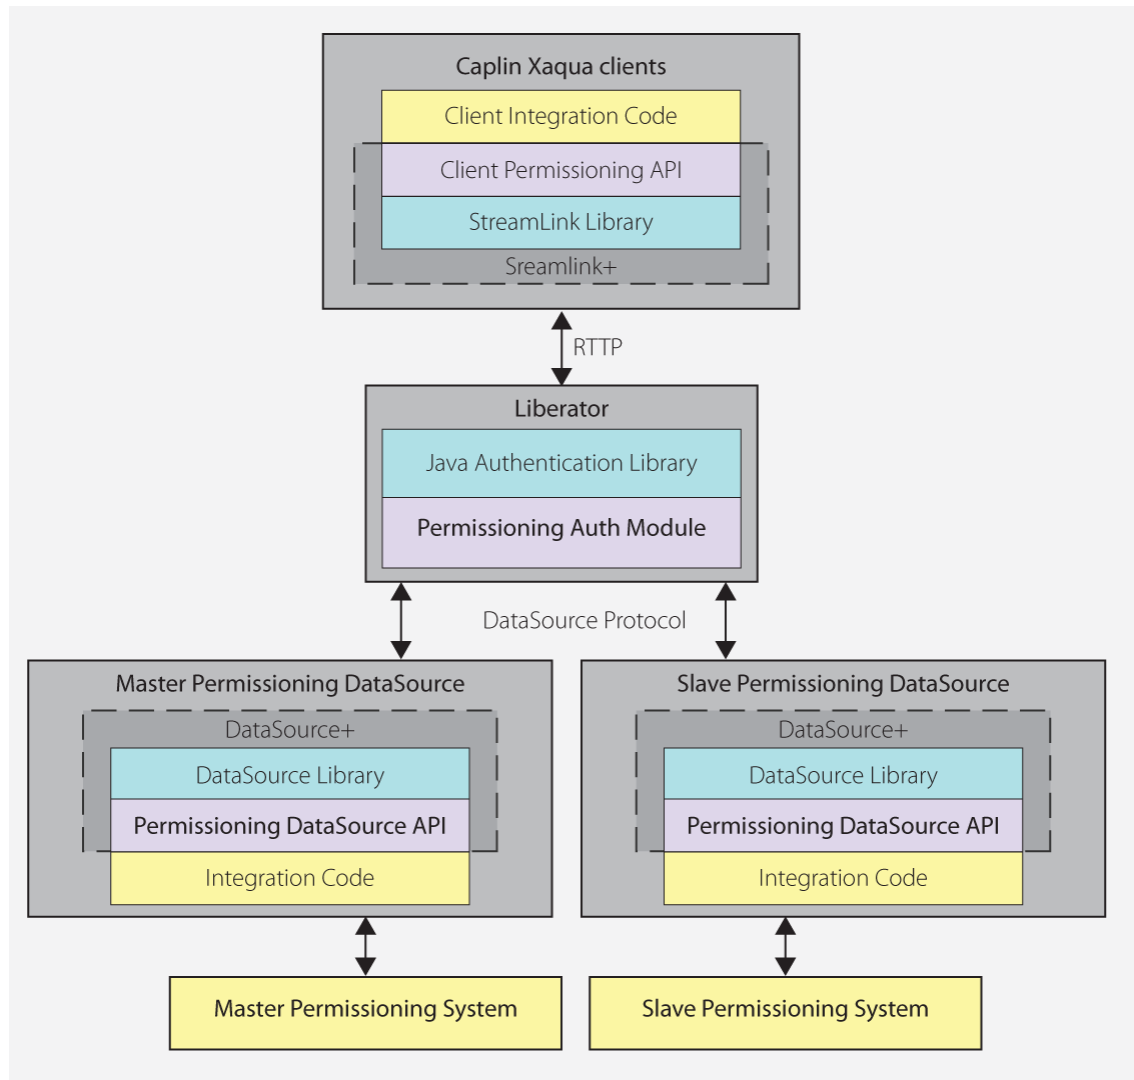 Caplin Xaqua clients
Client Integration Code
Client Permissioning API
StreamLink Library
Sreamlink+
RTTP
Liberator
Java Authentication Library
Permissioning Auth Module
DataSource Protocol
Master Permissioning DataSource
DataSource+
DataSource Library
Permissioning DataSource API
Integration Code
Slave Permissioning DataSource
DataSource+
DataSource Library
Permissioning DataSource API
Integration Code
Master Permissioning System
Slave Permissioning System